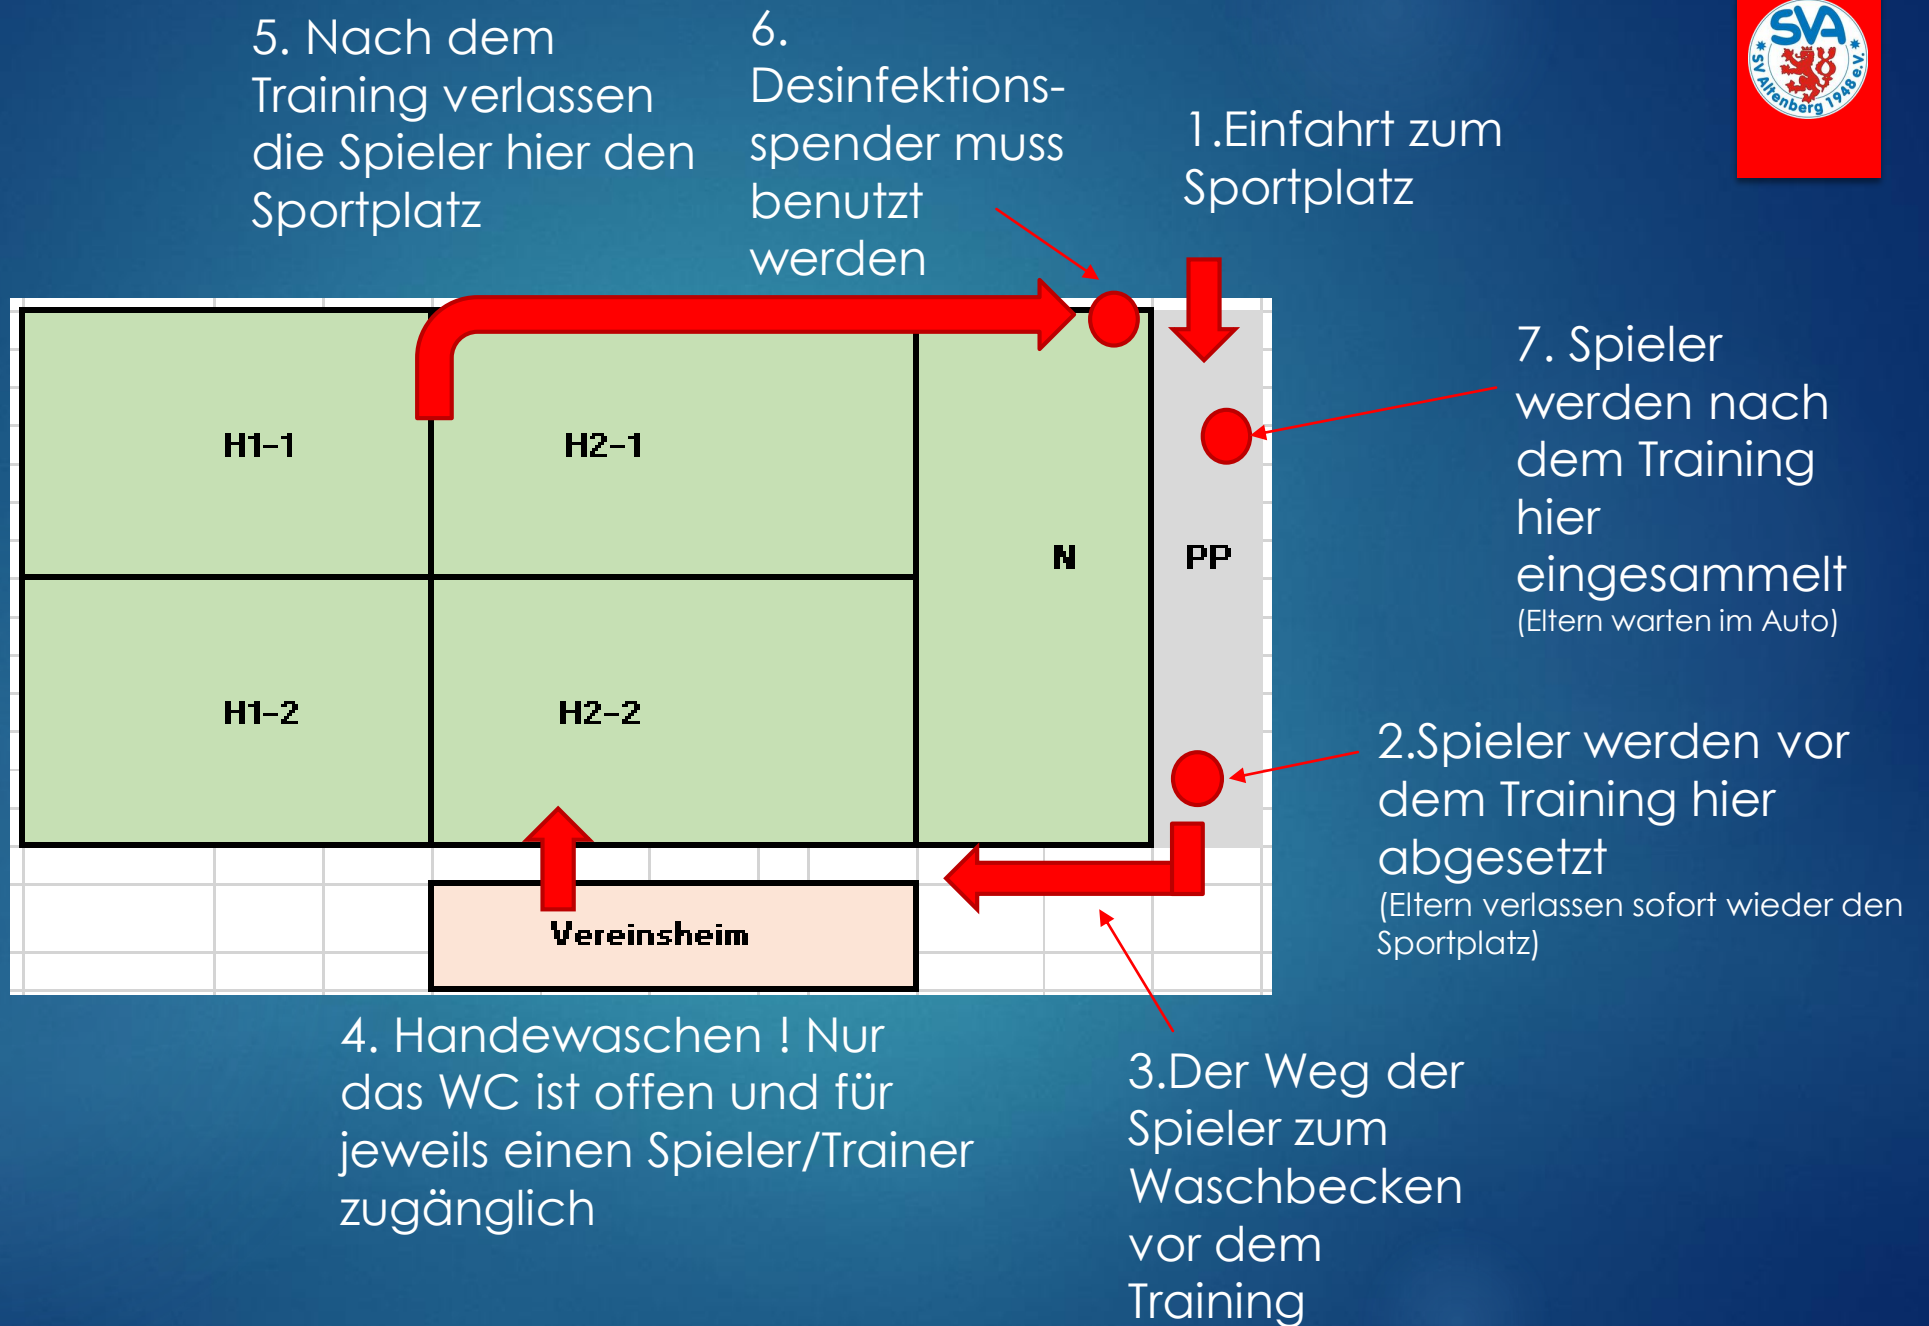 5. Nach dem
Training verlassen
die Spieler hier den
Sportplatz
6.
Desinfektions-
spender muss
benutzt
werden
1.Einfahrt zum
Sportplatz
SVA
SV Altenberg 1948 e.V.
7. Spieler
werden nach
dem Training
hier
eingesammelt
(Eltern warten im Auto)
H1-1
H2-1
N
PP
H1-2
H2-2
2.Spieler werden vor
dem Training hier
abgesetzt
(Eltern verlassen sofort wieder den
Sportplatz)
Vereinsheim
4. Handewaschen ! Nur
das WC ist offen und für
jeweils einen Spieler/Trainer
zugänglich
3.Der Weg der
Spieler zum
Waschbecken
vor dem
Training